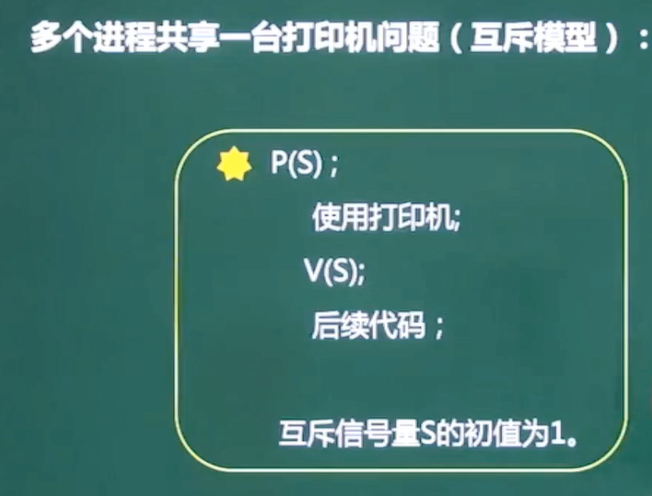 多个进程共享一台打印机问题（互斥模型）：
P(S)；
使用打印机;
V(S);
后续代码；
互斥信号量S的初值为1。